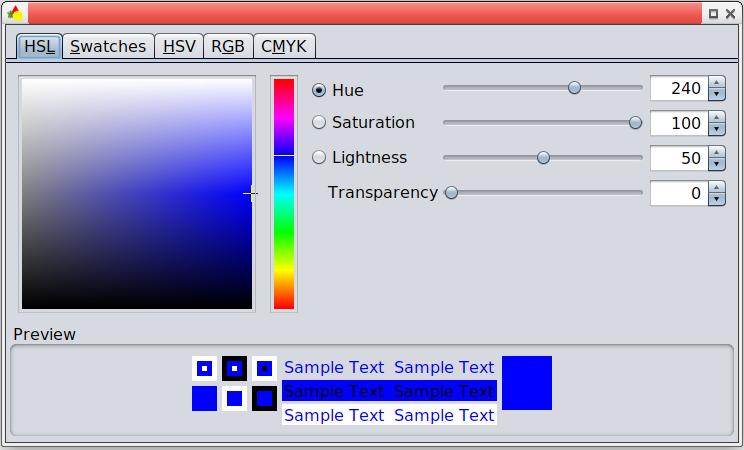 HSL Swatches HSV RGB CMYK
Hue 240
Saturation 100
Lightness 50
Transparency 0
Preview
Sample Text Sample Text
Sample Text Sample Text
Sample Text Sample Text